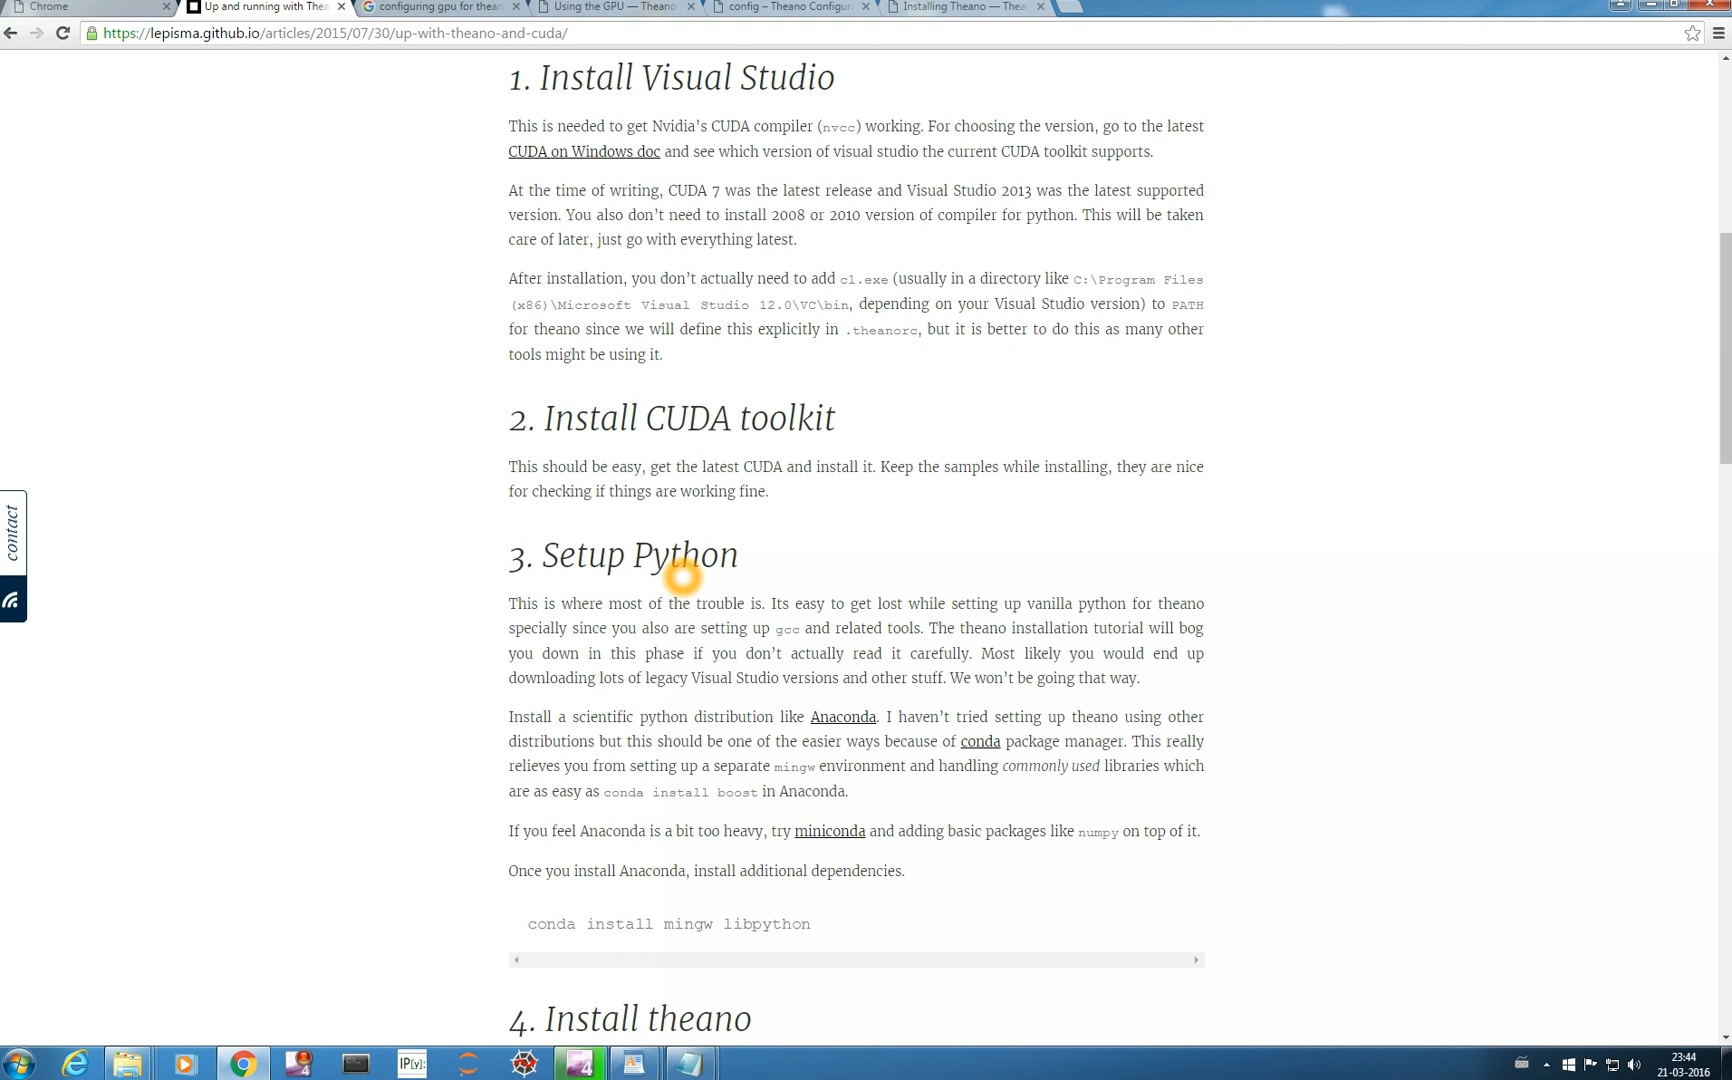 Chrome
Up and running with Thea
configuring gpu for thean
Using the GPU — Theano
config – Theano Configura
Installing Theano — Thea
https://lepisma.github.io/articles/2015/07/30/up-with-theano-and-cuda/
1. Install Visual Studio
This is needed to get Nvidia’s CUDA compiler (nvcc) working. For choosing the version, go to the latest
CUDA on Windows doc and see which version of visual studio the current CUDA toolkit supports.
At the time of writing, CUDA 7 was the latest release and Visual Studio 2013 was the latest supported
version. You also don’t need to install 2008 or 2010 version of compiler for python. This will be taken
care of later, just go with everything latest.
After installation, you don’t actually need to add cl.exe (usually in a directory like C:\Program Files
(x86)\Microsoft Visual Studio 12.0\VC\bin, depending on your Visual Studio version) to PATH
for theano since we will define this explicitly in .theanorc, but it is better to do this as many other
tools might be using it.
2. Install CUDA toolkit
This should be easy, get the latest CUDA and install it. Keep the samples while installing, they are nice
for checking if things are working fine.
contact
3. Setup Python
This is where most of the trouble is. Its easy to get lost while setting up vanilla python for theano
specially since you also are setting up gcc and related tools. The theano installation tutorial will bog
you down in this phase if you don’t actually read it carefully. Most likely you would end up
downloading lots of legacy Visual Studio versions and other stuff. We won’t be going that way.
Install a scientific python distribution like Anaconda. I haven’t tried setting up theano using other
distributions but this should be one of the easier ways because of conda package manager. This really
relieves you from setting up a separate mingw environment and handling commonly used libraries which
are as easy as conda install boost in Anaconda.
If you feel Anaconda is a bit too heavy, try miniconda and adding basic packages like numpy on top of it.
Once you install Anaconda, install additional dependencies.
conda install mingw libpython
4. Install theano
IP[y]:
4
4
23:44
21-03-2016